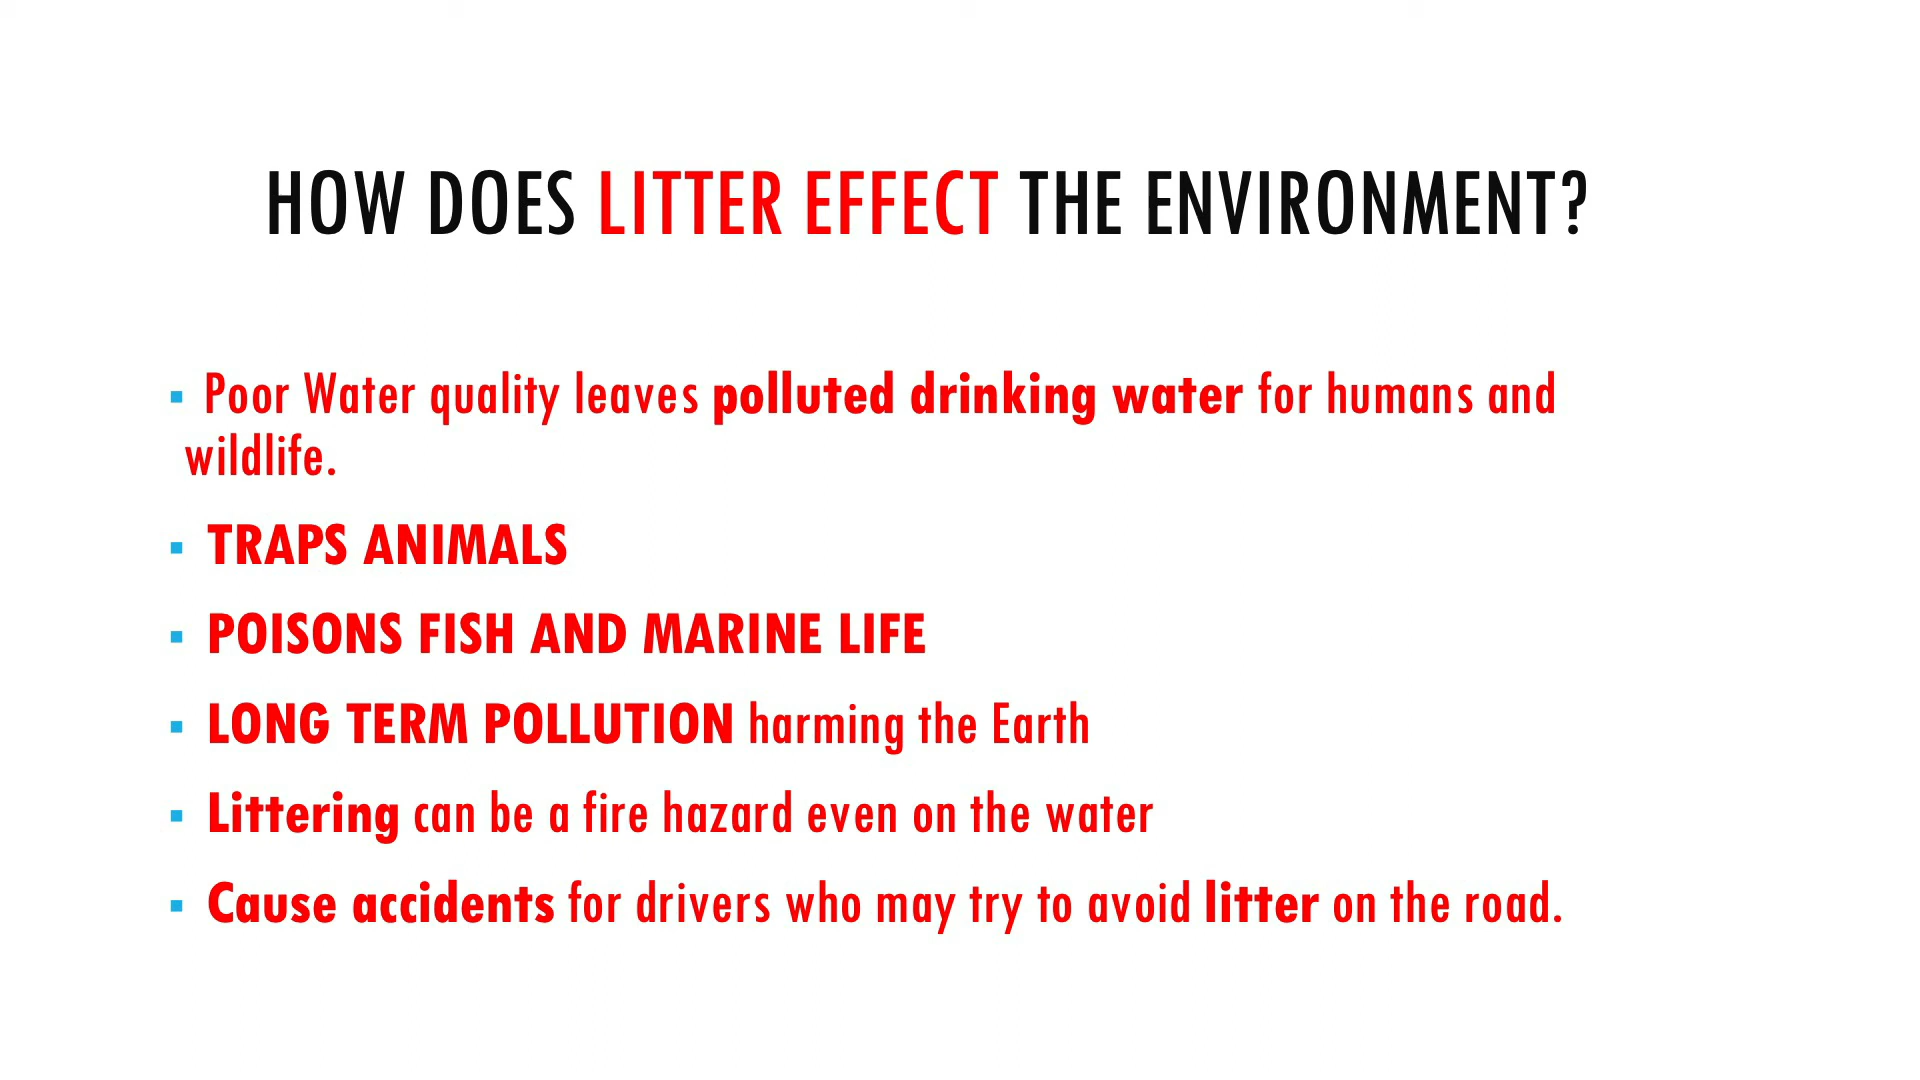 HOW DOES LITTER EFFECT THE ENVIRONMENT?
▪ Poor Water quality leaves polluted drinking water for humans and
wildlife.
▪ TRAPS ANIMALS
▪ POISONS FISH AND MARINE LIFE
▪ LONG TERM POLLUTION harming the Earth
▪ Littering can be a fire hazard even on the water
▪ Cause accidents for drivers who may try to avoid litter on the road.